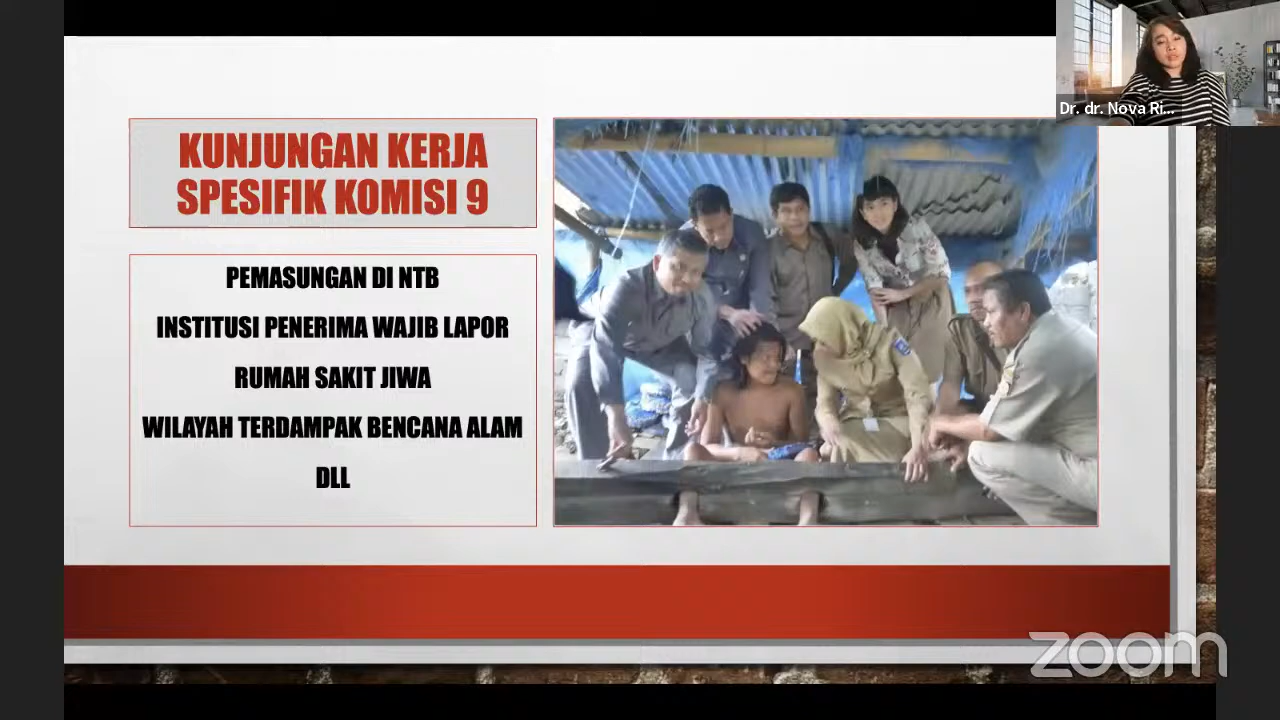 Dr. dr. Nova Ri...
KUNJUNGAN KERJA
SPESIFIK KOMISI 9
PEMASUNGAN DI NTB
INSTITUSI PENERIMA WAJIB LAPOR
RUMAH SAKIT JIWA
WILAYAH TERDAMPAK BENCANA ALAM
DLL
zoom